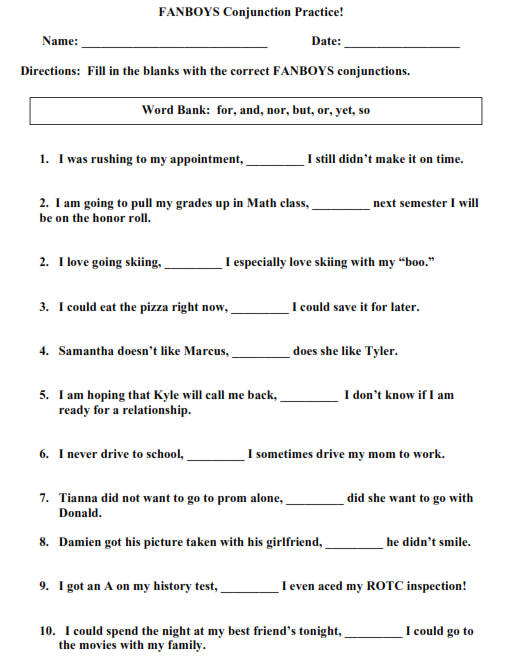 FANBOYS Conjunction Practice!
Name: ______________________________ Date: ___________________
Directions: Fill in the blanks with the correct FANBOYS conjunctions.
Word Bank: for, and, nor, but, or, yet, so
1. I was rushing to my appointment, _________ I still didn’t make it on time.
2. I am going to pull my grades up in Math class, _________ next semester I will
be on the honor roll.
2. I love going skiing, _________ I especially love skiing with my “boo.”
3. I could eat the pizza right now, _________ I could save it for later.
4. Samantha doesn’t like Marcus, _________ does she like Tyler.
5. I am hoping that Kyle will call me back, _________ I don’t know if I am
ready for a relationship.
6. I never drive to school, _________ I sometimes drive my mom to work.
7. Tianna did not want to go to prom alone, _________ did she want to go with
Donald.
8. Damien got his picture taken with his girlfriend, _________ he didn’t smile.
9. I got an A on my history test, _________ I even aced my ROTC inspection!
10. I could spend the night at my best friend’s tonight, _________ I could go to
the movies with my family.